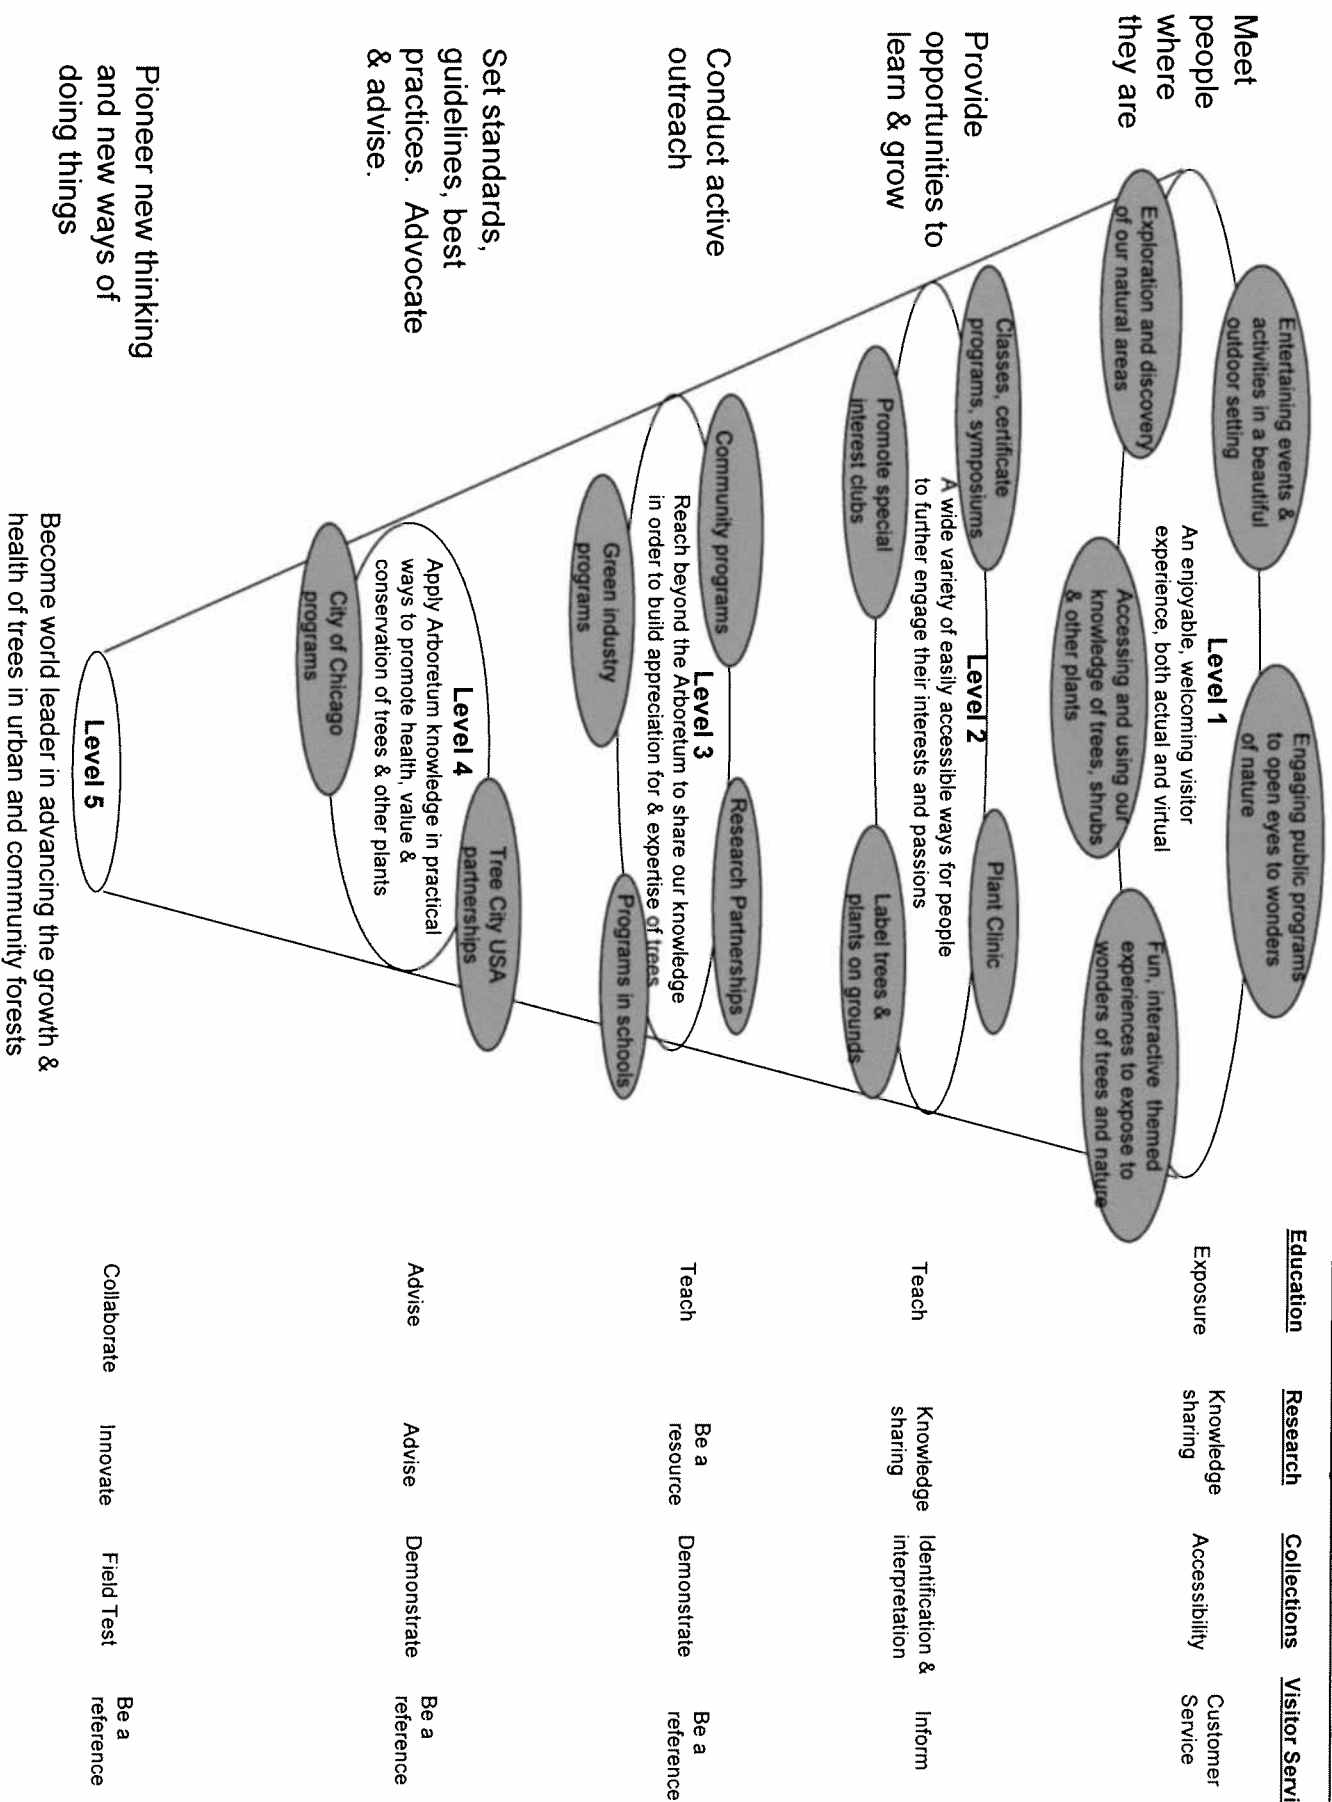 Education
Research
Collections
Visitor Servi
Meet
people
where
they are
Entertaining events &
activities in a beautiful
outdoor setting
Engaging public programs
to open eyes to wonders
of nature
Level 1
An enjoyable, welcoming visitor
experience, both actual and virtual
Exploration and discovery
of our natural areas
Accessing and using our
knowledge of trees, shrubs
& other plants
Fun, interactive themed
experiences to expose to
wonders of trees and nature
Exposure
Knowledge
sharing
Accessibility
Customer
Service
Provide
opportunities to
learn & grow
Classes, certificate
programs, symposiums
Plant Clinic
Level 2
A wide variety of easily accessible ways for people
to further engage their interests and passions
Promote special
interest clubs
Label trees &
plants on grounds
Teach
Knowledge
sharing
Identification &
interpretation
Inform
Conduct active
outreach
Community programs
Research Partnerships
Level 3
Reach beyond the Arboretum to share our knowledge
in order to build appreciation for & expertise of trees
Green industry
programs
Programs in schools
Teach
Be a
resource
Demonstrate
Be a
reference
Set standards,
guidelines, best
practices. Advocate
& advise.
Tree City USA
partnerships
Level 4
Apply Arboretum knowledge in practical
ways to promote health, value &
conservation of trees & other plants
City of Chicago
programs
Advise
Advise
Demonstrate
Be a
reference
Pioneer new thinking
and new ways of
doing things
Level 5
Become world leader in advancing the growth &
health of trees in urban and community forests
Collaborate
Innovate
Field Test
Be a
reference